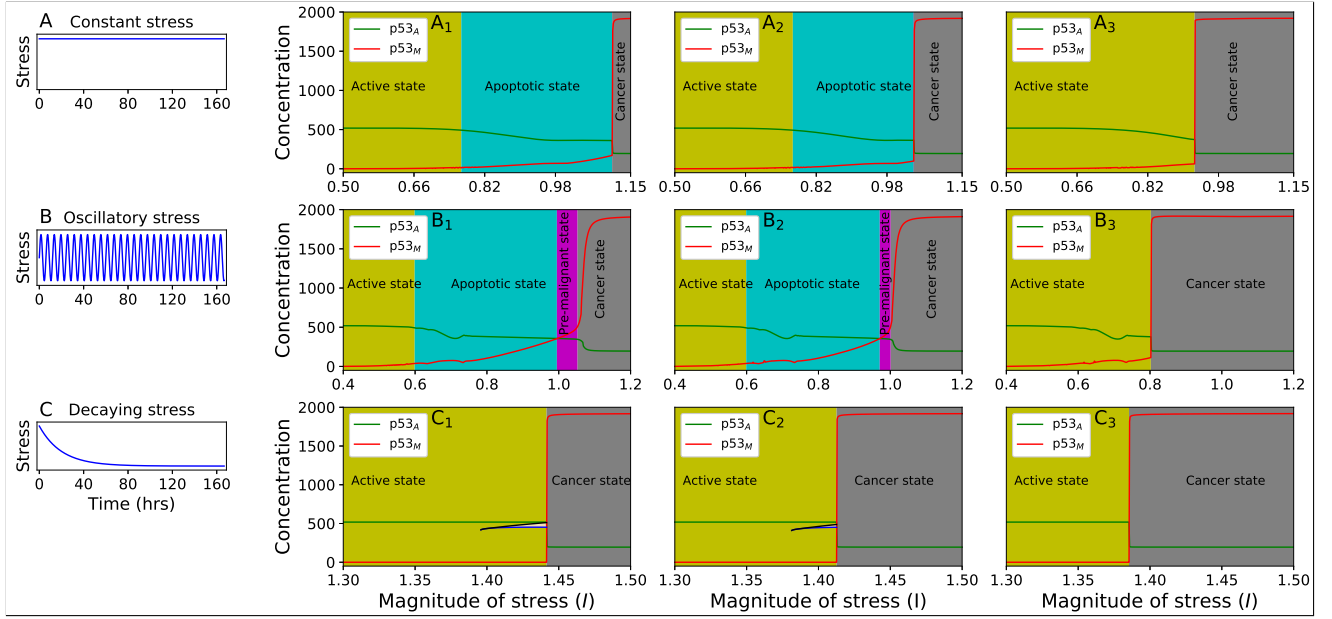 A Constant stress
Stress
0 40 80 120 160
Concentration
2000
1500
1000
500
0
p53A
p53M
A1
Active state
Apoptotic state
Cancer state
0.50 0.66 0.82 0.98 1.15
p53A
p53M
A2
Active state
Apoptotic state
Cancer state
0.50 0.66 0.82 0.98 1.15
p53A
p53M
A3
Active state
Cancer state
0.50 0.66 0.82 0.98 1.15
B Oscillatory stress
Stress
0 40 80 120 160
Concentration
2000
1500
1000
500
0
p53A
p53M
B1
Active state
Apoptotic state
Pre-malignant state
Cancer state
0.4 0.6 0.8 1.0 1.2
p53A
p53M
B2
Active state
Apoptotic state
Pre-malignant state
Cancer state
0.4 0.6 0.8 1.0 1.2
p53A
p53M
B3
Active state
Cancer state
0.4 0.6 0.8 1.0 1.2
C Decaying stress
Stress
0 40 80 120 160
Time (hrs)
Concentration
2000
1500
1000
500
0
p53A
p53M
C1
Active state
Cancer state
1.30 1.35 1.40 1.45 1.50
Magnitude of stress (I)
p53A
p53M
C2
Active state
Cancer state
1.30 1.35 1.40 1.45 1.50
Magnitude of stress (I)
p53A
p53M
C3
Active state
Cancer state
1.30 1.35 1.40 1.45 1.50
Magnitude of stress (I)